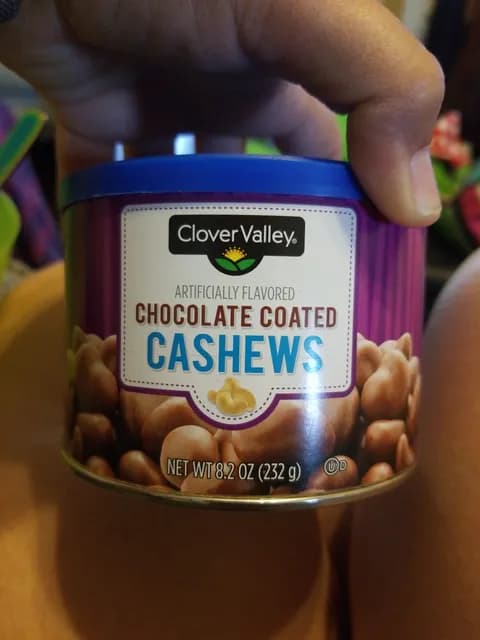 Clover Valley®
ARTIFICIALLY FLAVORED
CHOCOLATE COATED
CASHEWS
NET WT 8.2 OZ (232 g) U D